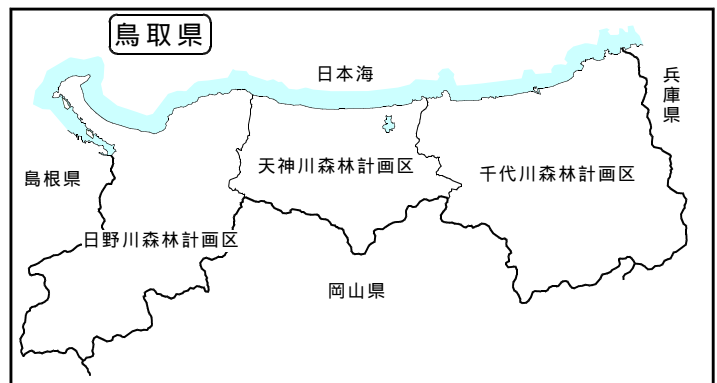 鳥取県
日本海
兵庫県
島根県
天神川森林計画区
千代川森林計画区
日野川森林計画区
岡山県